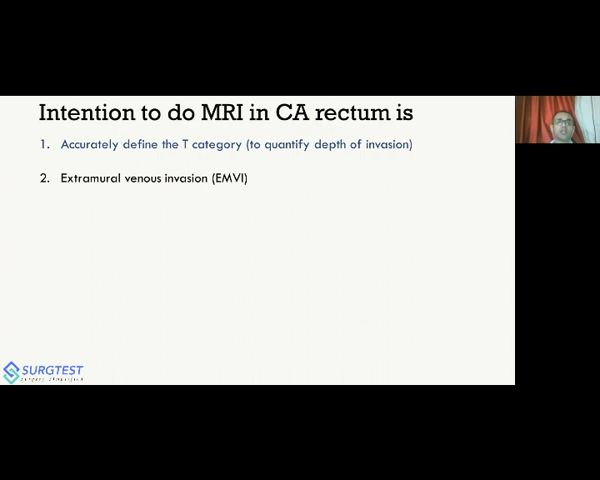 Intention to do MRI in CA rectum is
1. Accurately define the T category (to quantify depth of invasion)
2. Extramural venous invasion (EMVI)
SURGTEST